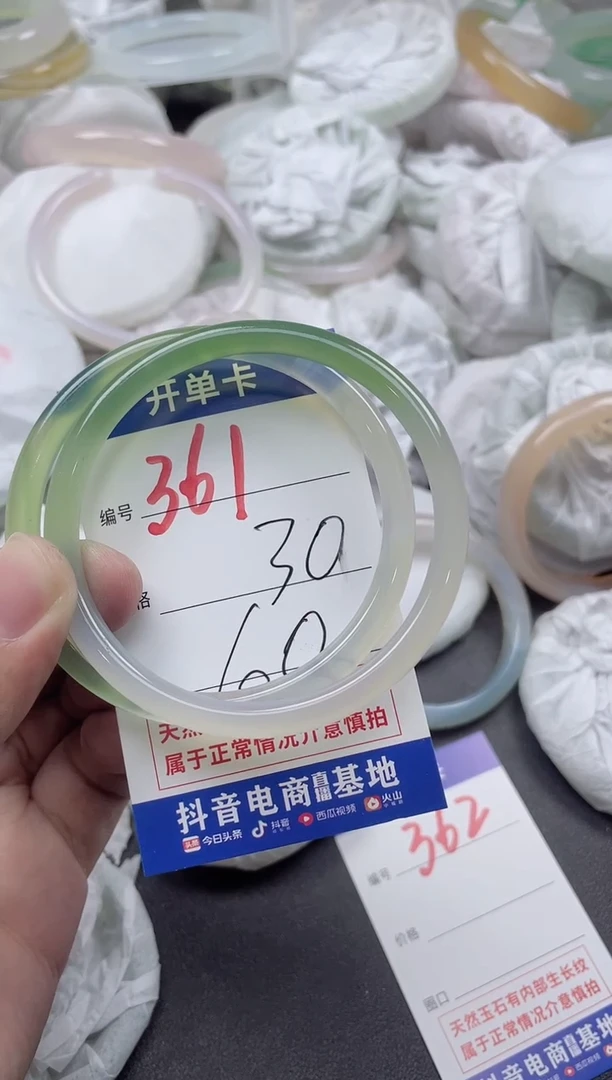 开单卡
编号 361
格 30
60
天然
属于正常情况介意慎拍
抖音电商直播基地
头条 今日头条 抖音 西瓜视频 火山
编号 362
价格
圈口
天然玉石有内部生长纹
属于正常情况介意慎拍
抖音电商直播基地